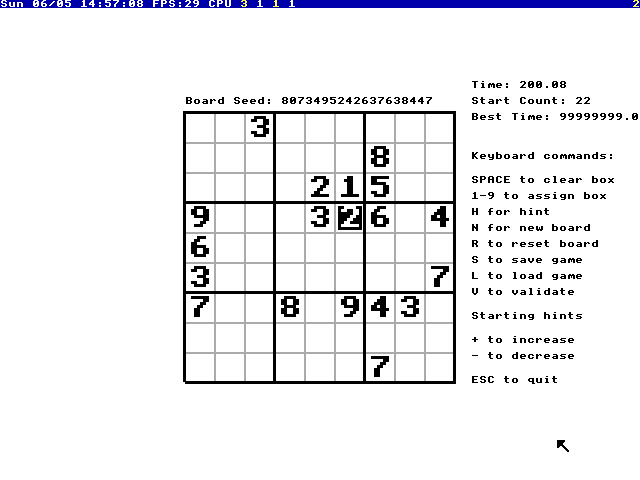 Sun 06/05 14:57:08 FPS:29 CPU 3 1 1 1 2
Time: 200.08
Board Seed: 8073495242637638447
Start Count: 22
Best Time: 99999999.0
3
8
Keyboard commands:
2 1 5
SPACE to clear box
1-9 to assign box
9 3 2 6 4
H for hint
N for new board
6
R to reset board
S to save game
3 7
L to load game
V to validate
7 8 9 4 3
Starting hints
+ to increase
- to decrease
7
ESC to quit